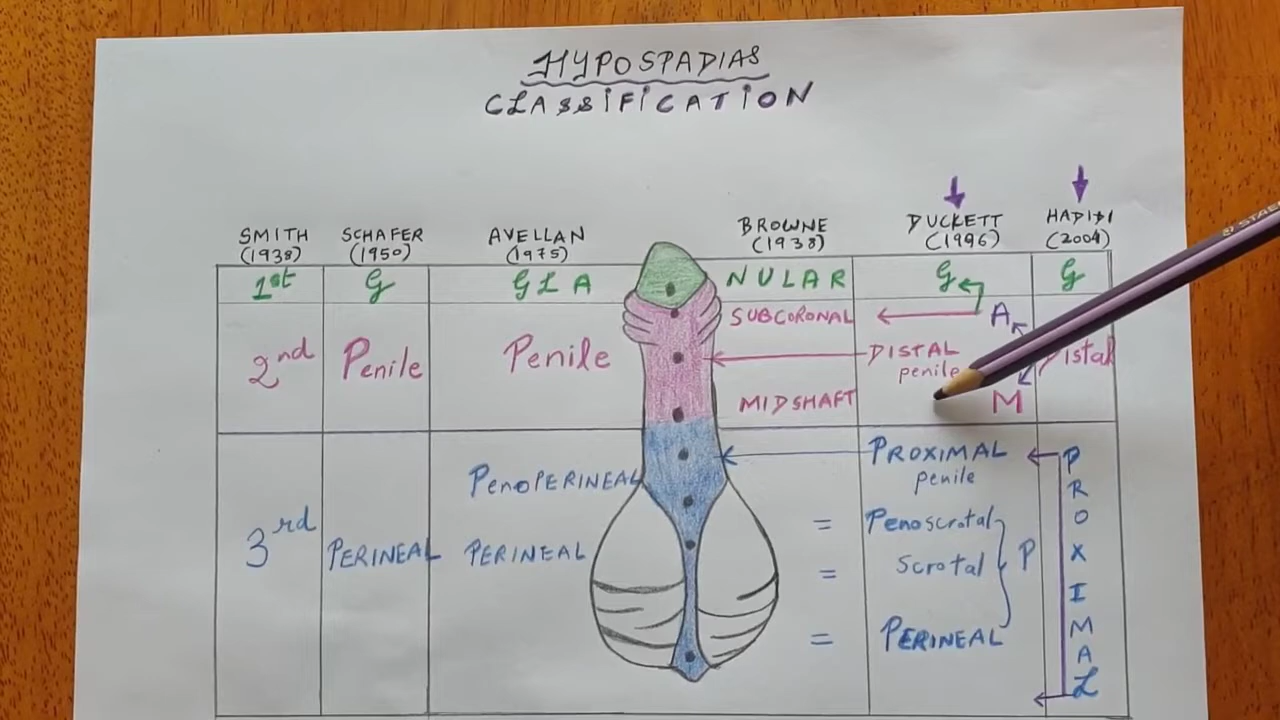 HYPOSPADIAS
CLASSIFICATION
SMITH SCHAFER AVELLAN BROWNE DUCKETT HADIDI
(1938) (1950) (1975) (1938) (1996) (2004)
1st G GLA NULAR G G
SUBCORONAL A
2nd Penile Penile DISTAL Distal
penile
MIDSHAFT M
PROXIMAL
PenoPERINEAL penile
3rd PERINEAL PERINEAL = Penoscrotal
= Scrotal P
= PERINEAL
PROXIMAL